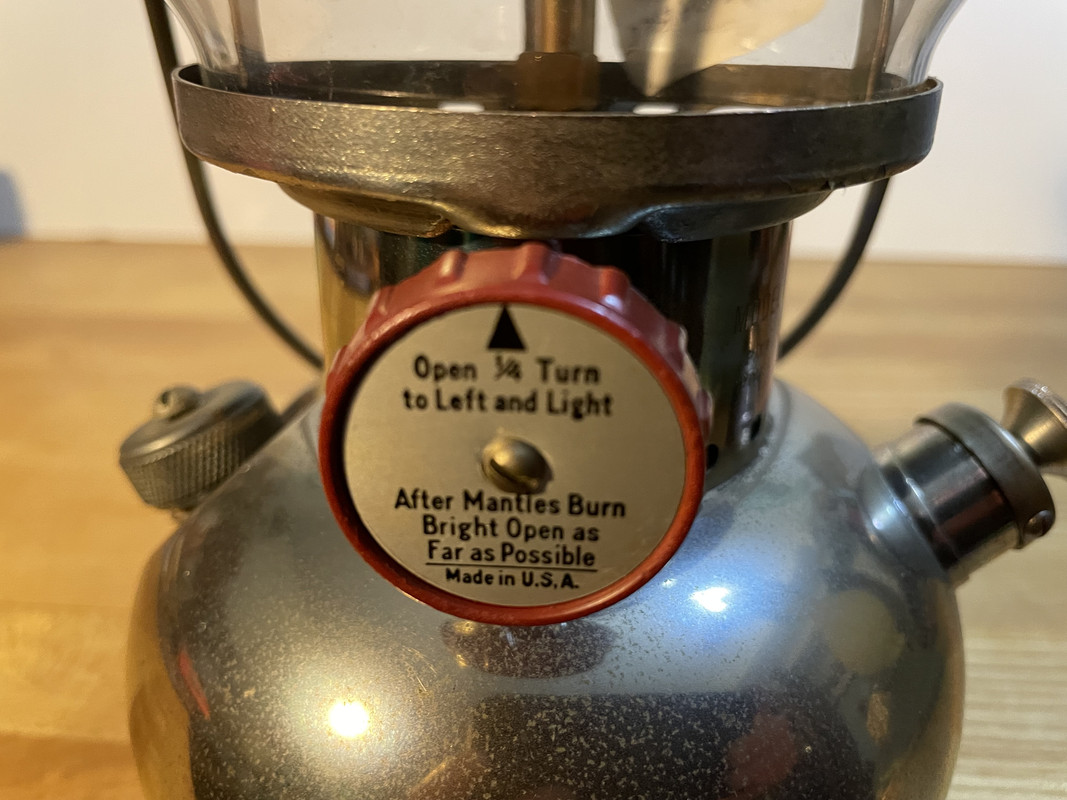 Open ¼ Turn
to Left and Light
After Mantles Burn
Bright Open as
Far as Possible
Made in U.S.A.